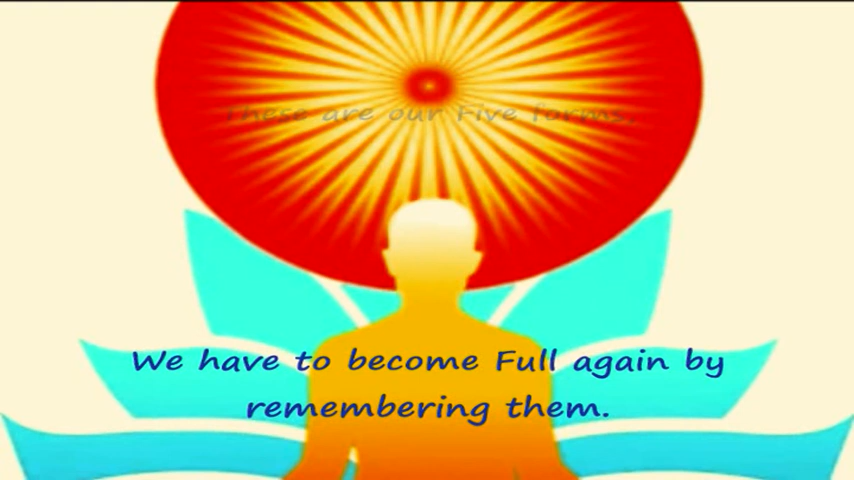 These are our Five forms.
We have to become Full again by
remembering them.